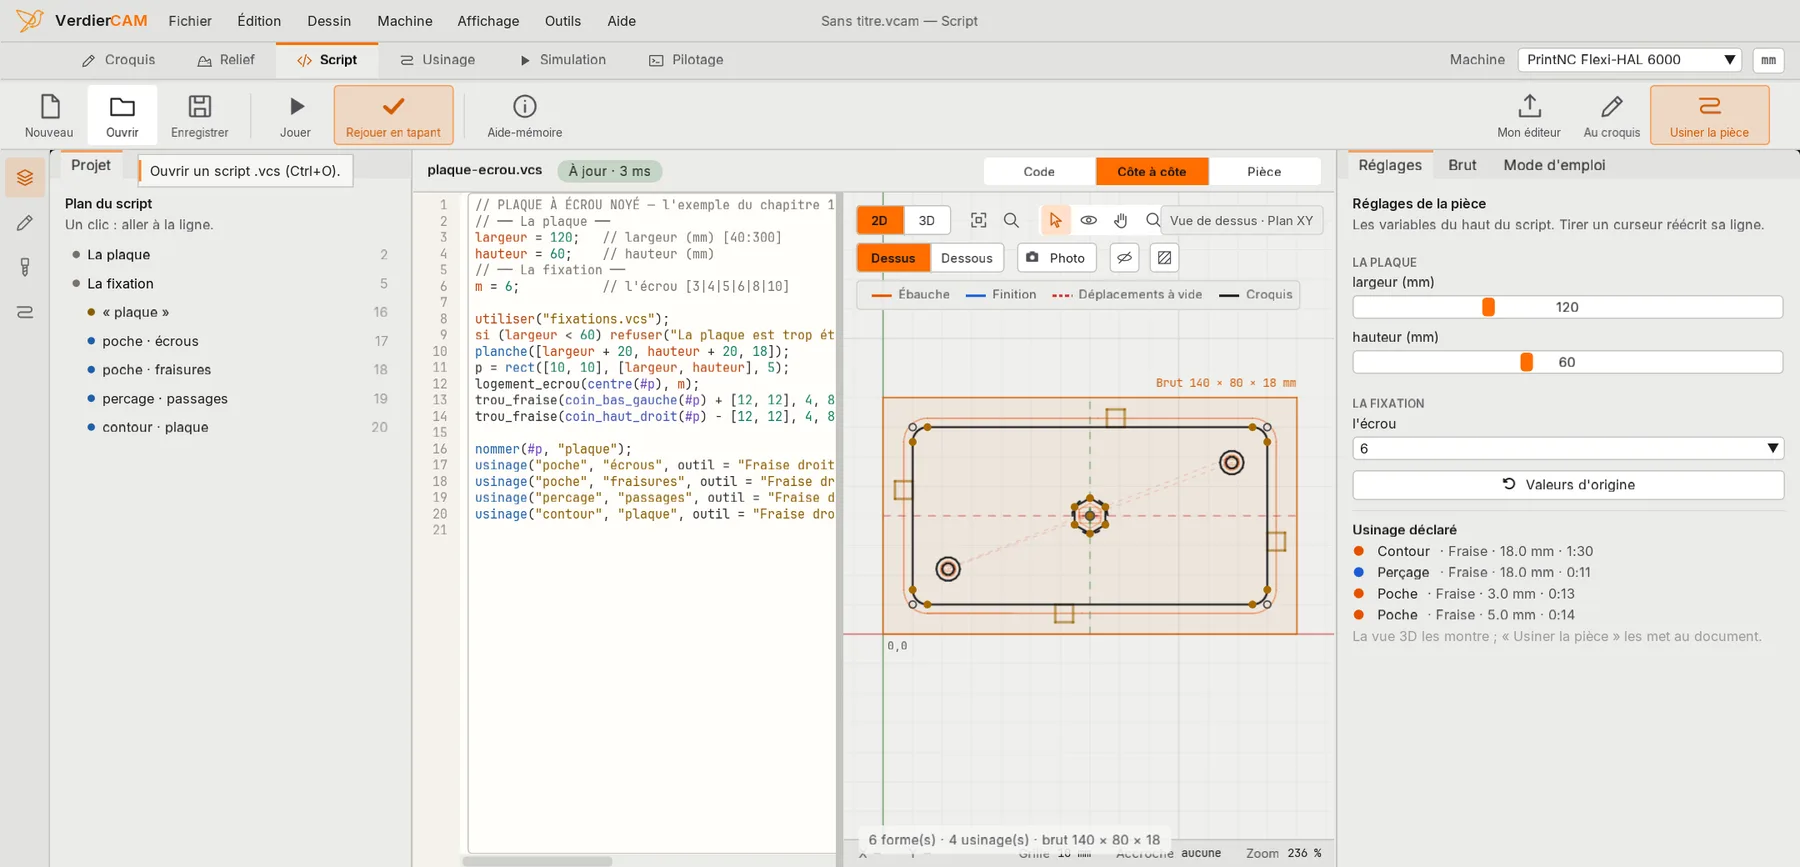 VerdierCAM Fichier Édition Dessin Machine Affichage Outils Aide Sans titre.vcam — Script
Croquis Relief Script Usinage Simulation Pilotage Machine PrintNC Flexi-HAL 6000 mm
Nouveau Ouvrir Enregistrer Jouer Rejouer en tapant Aide-mémoire Mon éditeur Au croquis Usiner la pièce
Projet
Ouvrir un script .vcs (Ctrl+O).
Plan du script
Un clic : aller à la ligne.
La plaque 2
La fixation 5
« plaque » 16
poche · écrous 17
poche · fraisures 18
percage · passages 19
contour · plaque 20
plaque-ecrou.vcs À jour · 3 ms Code Côte à côte Pièce
1 // PLAQUE À ÉCROU NOYÉ — l'exemple du chapitre 1
2 // —— La plaque ——
3 largeur = 120; // largeur (mm) [40:300]
4 hauteur = 60; // hauteur (mm)
5 // —— La fixation ——
6 m = 6; // l'écrou [3|4|5|6|8|10]
7
8 utiliser("fixations.vcs");
9 si (largeur < 60) refuser("La plaque est trop ét
10 planche([largeur + 20, hauteur + 20, 18]);
11 p = rect([10, 10], [largeur, hauteur], 5);
12 logement_ecrou(centre(#p), m);
13 trou_fraise(coin_bas_gauche(#p) + [12, 12], 4, 8
14 trou_fraise(coin_haut_droit(#p) - [12, 12], 4, 8
15
16 nommer(#p, "plaque");
17 usinage("poche", "écrous", outil = "Fraise droit
18 usinage("poche", "fraisures", outil = "Fraise dr
19 usinage("percage", "passages", outil = "Fraise d
20 usinage("contour", "plaque", outil = "Fraise dro
21
2D 3D Vue de dessus · Plan XY
Dessus Dessous Photo
Ébauche Finition Déplacements à vide Croquis
Brut 140 × 80 × 18 mm
0,0
6 forme(s) · 4 usinage(s) · brut 140 × 80 × 18
Grille 10 mm Accroche aucune Zoom 236 %
Réglages Brut Mode d'emploi
Réglages de la pièce
Les variables du haut du script. Tirer un curseur réécrit sa ligne.
LA PLAQUE
largeur (mm)
120
hauteur (mm)
60
LA FIXATION
l'écrou
6
Valeurs d'origine
Usinage déclaré
Contour · Fraise · 18.0 mm · 1:30
Perçage · Fraise · 18.0 mm · 0:11
Poche · Fraise · 3.0 mm · 0:13
Poche · Fraise · 5.0 mm · 0:14
La vue 3D les montre ; « Usiner la pièce » les met au document.